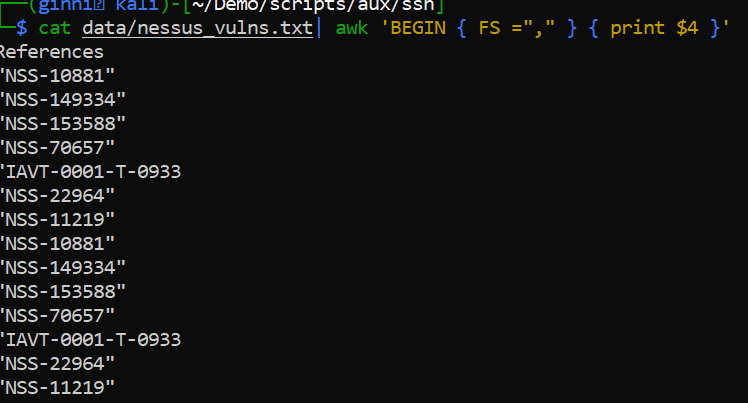 (ginni㉿ kali)-[~/Demo/scripts/aux/ssh]
$ cat data/nessus_vulns.txt| awk 'BEGIN { FS ="," } { print $4 }'
References
"NSS-10881"
"NSS-149334"
"NSS-153588"
"NSS-70657"
"IAVT-0001-T-0933
"NSS-22964"
"NSS-11219"
"NSS-10881"
"NSS-149334"
"NSS-153588"
"NSS-70657"
"IAVT-0001-T-0933
"NSS-22964"
"NSS-11219"